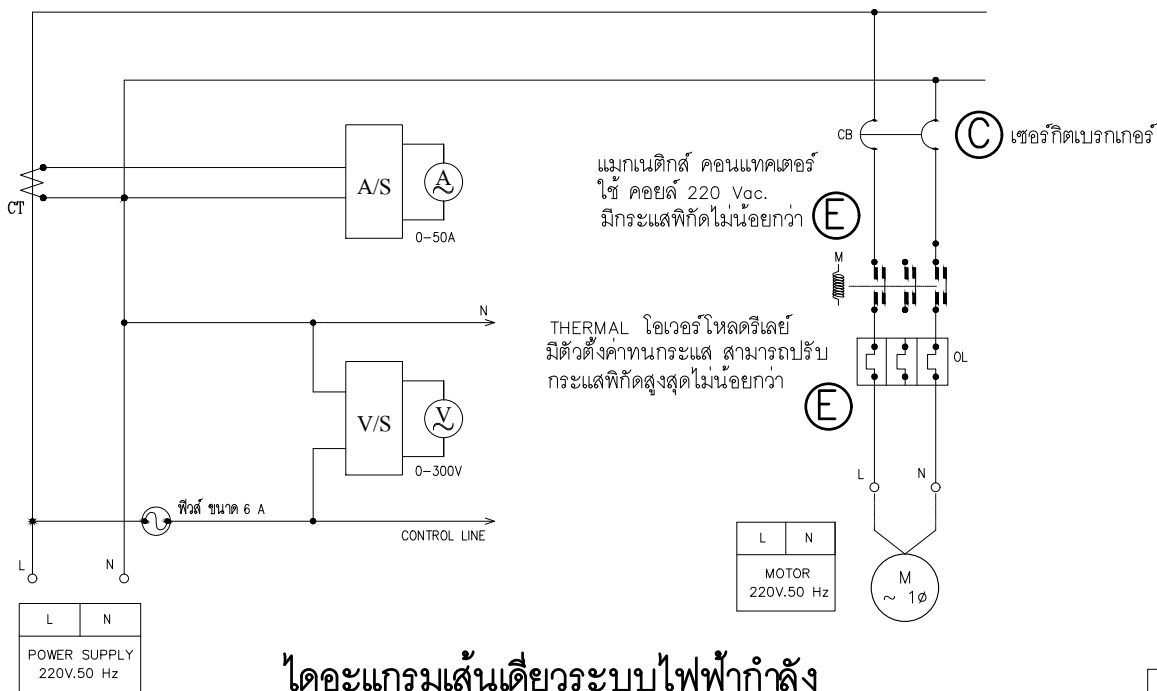 CB
C เซอร์กิตเบรกเกอร์
A/S
A
0-50A
CT
แมกเนติกส์ คอนแทคเตอร์
ใช้ คอยล์ 220 Vac.
มีกระแสพิกัดไม่น้อยกว่า
E
M
N
THERMAL โอเวอร์โหลดรีเลย์
มีตัวตั้งค่าทนกระแส สามารถปรับ
กระแสพิกัดสูงสุดไม่น้อยกว่า
E
OL
V/S
V
0-300V
ฟิวส์ ขนาด 6 A
CONTROL LINE
L N
L N
POWER SUPPLY
220V.50 Hz
L N
L N
MOTOR
220V.50 Hz
M
~ 1ø
ไดอะแกรมเส้นเดียวระบบไฟฟ้ากำลัง